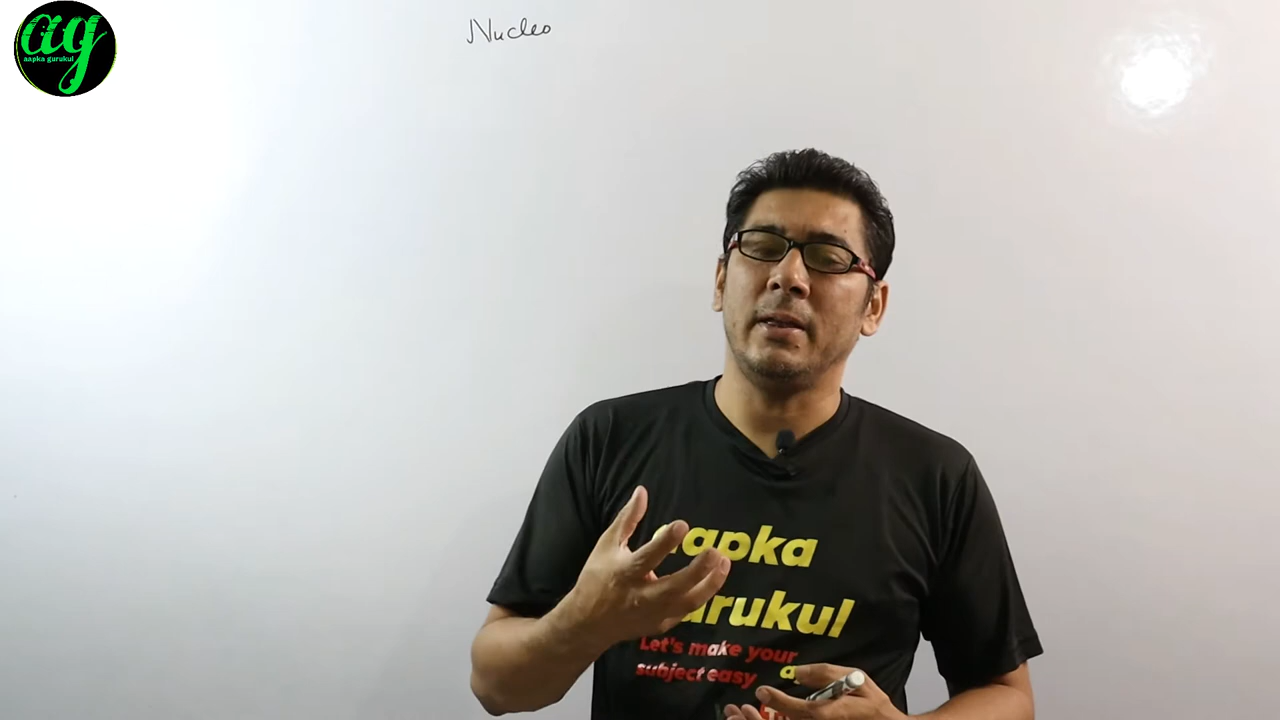 ag
aapka gurukul
Nucleo
aapka
gurukul
Let's make your
subject easy